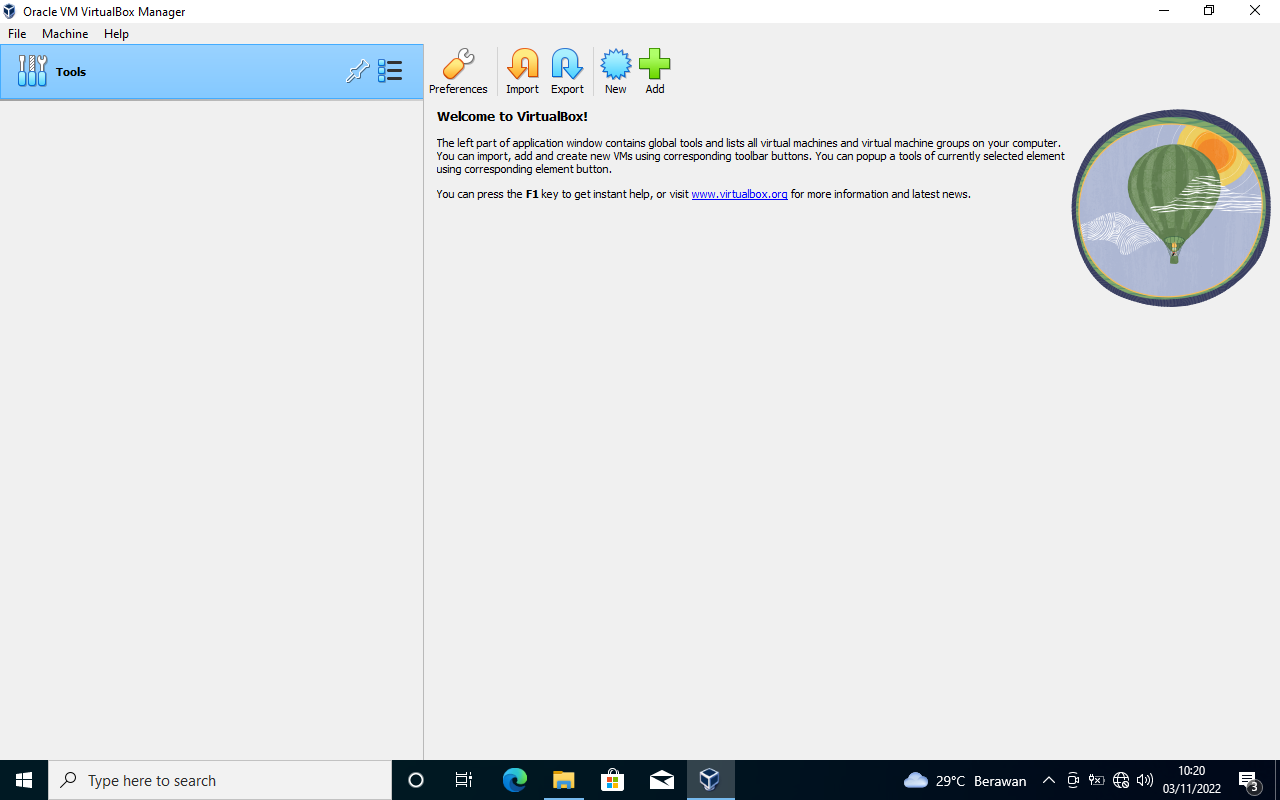 Oracle VM VirtualBox Manager
File Machine Help
Tools
Preferences Import Export New Add
Welcome to VirtualBox!
The left part of application window contains global tools and lists all virtual machines and virtual machine groups on your computer.
You can import, add and create new VMs using corresponding toolbar buttons. You can popup a tools of currently selected element
using corresponding element button.
You can press the F1 key to get instant help, or visit www.virtualbox.org for more information and latest news.
Type here to search
29°C Berawan
10:20
03/11/2022
3